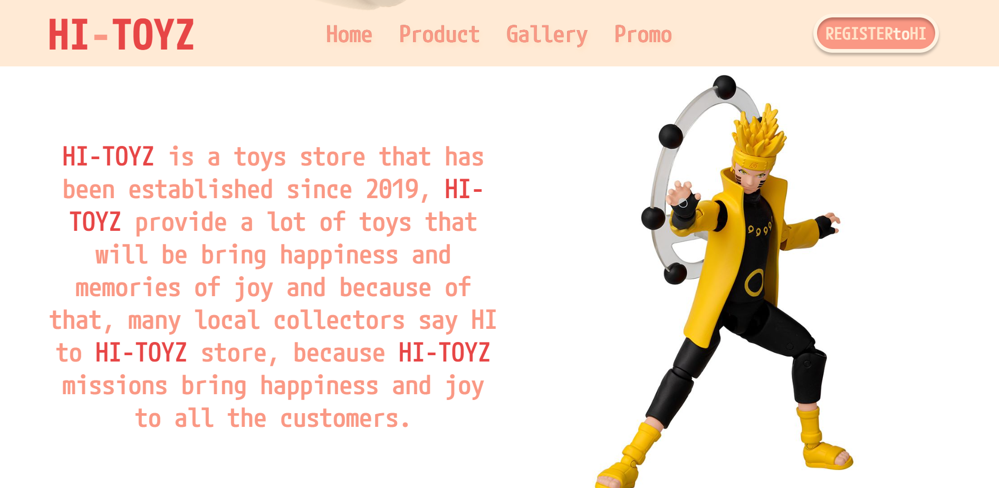 HI-TOYZ
Home Product Gallery Promo
REGISTERtoHI
HI-TOYZ is a toys store that has
been established since 2019, HI-
TOYZ provide a lot of toys that
will be bring happiness and
memories of joy and because of
that, many local collectors say HI
to HI-TOYZ store, because HI-TOYZ
missions bring happiness and joy
to all the customers.